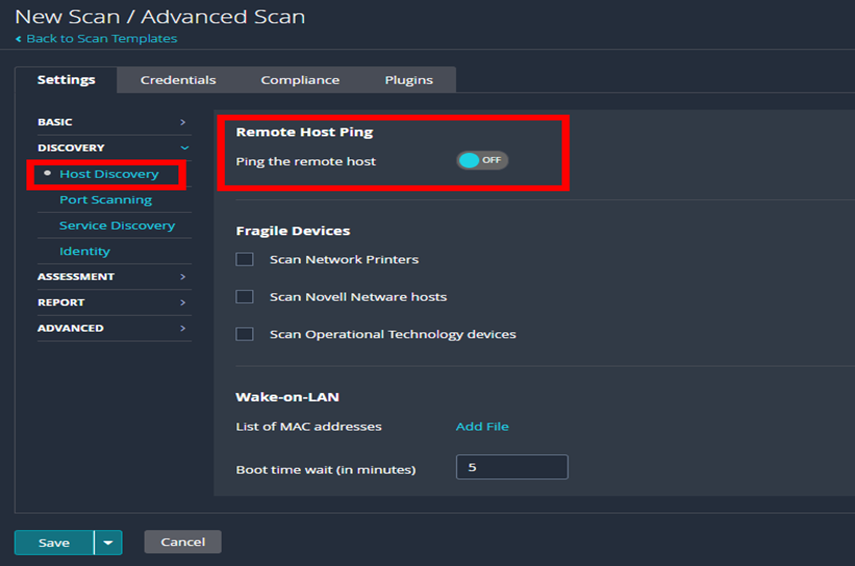 New Scan / Advanced Scan
Back to Scan Templates
Settings Credentials Compliance Plugins
BASIC
DISCOVERY
Host Discovery
Port Scanning
Service Discovery
Identity
ASSESSMENT
REPORT
ADVANCED
Remote Host Ping
Ping the remote host OFF
Fragile Devices
Scan Network Printers
Scan Novell Netware hosts
Scan Operational Technology devices
Wake-on-LAN
List of MAC addresses Add File
Boot time wait (in minutes) 5
Save Cancel